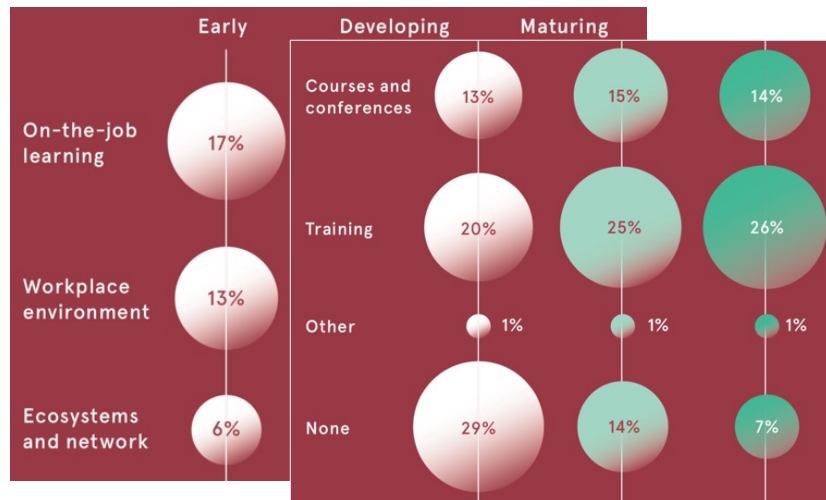 Early Developing Maturing
On-the-job
learning
17%
Workplace
environment
13%
Ecosystems
and network
6%
Courses and
conferences
13% 15% 14%
Training
20% 25% 26%
Other
1% 1% 1%
None
29% 14% 7%